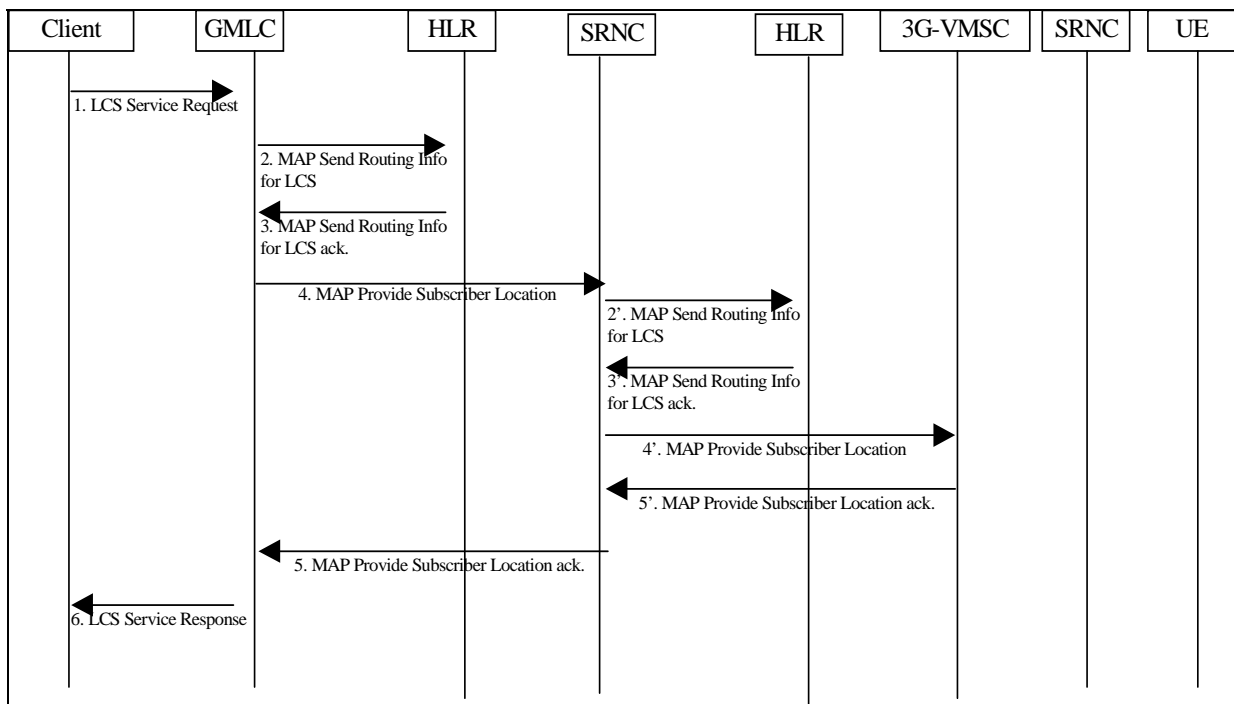 Client GMLC HLR SRNC HLR 3G-VMSC SRNC UE
1. LCS Service Request
2. MAP Send Routing Info
for LCS
3. MAP Send Routing Info
for LCS ack.
4. MAP Provide Subscriber Location
2’. MAP Send Routing Info
for LCS
3’. MAP Send Routing Info
for LCS ack.
4’. MAP Provide Subscriber Location
5’. MAP Provide Subscriber Location ack.
5. MAP Provide Subscriber Location ack.
6. LCS Service Response